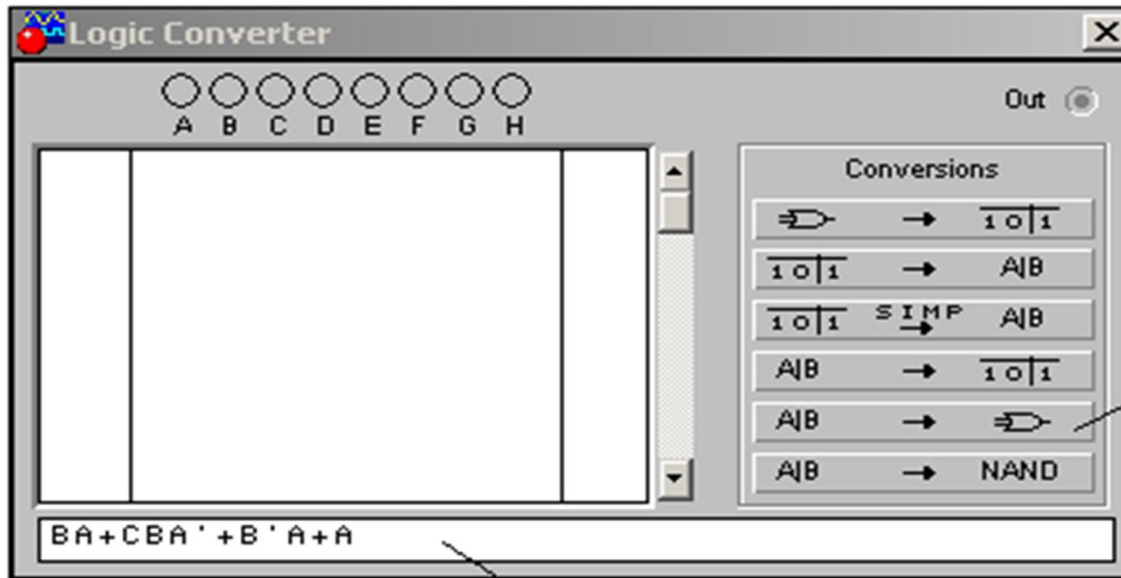 Logic Converter
Out
A B C D E F G H
Conversions
→ 1 0|1
1 0|1 → A|B
1 0|1 SIMP → A|B
A|B → 1 0|1
A|B →
A|B → NAND
BA+CBA'+B'A+A